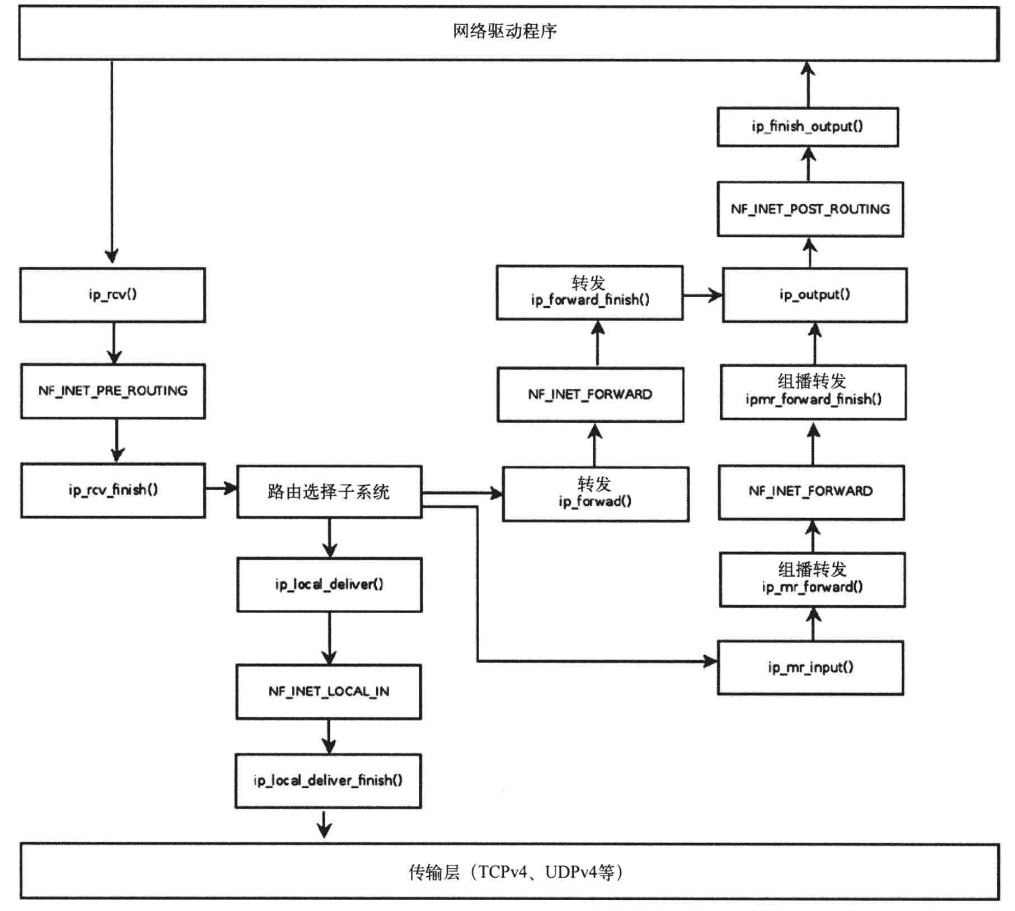 网络驱动程序
ip_finish_output()
NF_INET_POST_ROUTING
ip_rcv()
转发
ip_forward_finish()
ip_output()
NF_INET_PRE_ROUTING
NF_INET_FORWARD
组播转发
ipmr_forward_finish()
ip_rcv_finish()
路由选择子系统
转发
ip_forwad()
NF_INET_FORWARD
ip_local_deliver()
组播转发
ip_mr_forward()
NF_INET_LOCAL_IN
ip_mr_input()
ip_local_deliver_finish()
传输层（TCPv4、UDPv4等）